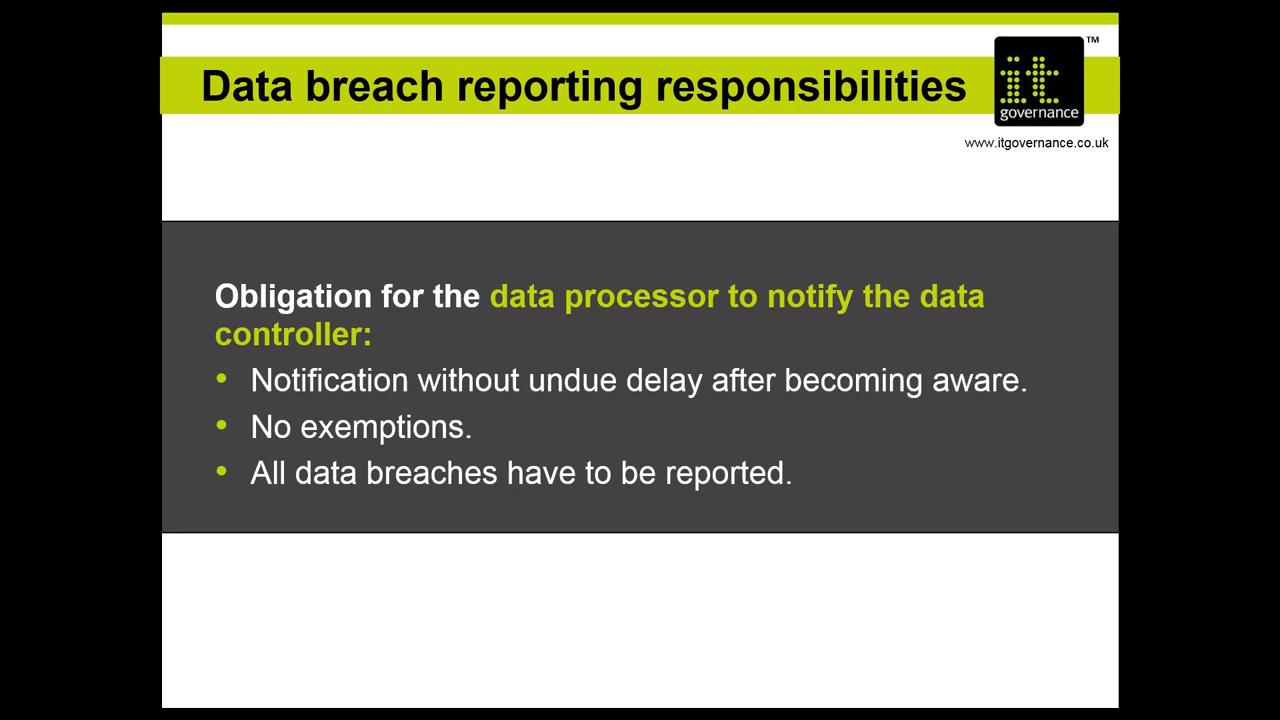 Data breach reporting responsibilities
it
governance
™
www.itgovernance.co.uk
Obligation for the data processor to notify the data
controller:
• Notification without undue delay after becoming aware.
• No exemptions.
• All data breaches have to be reported.